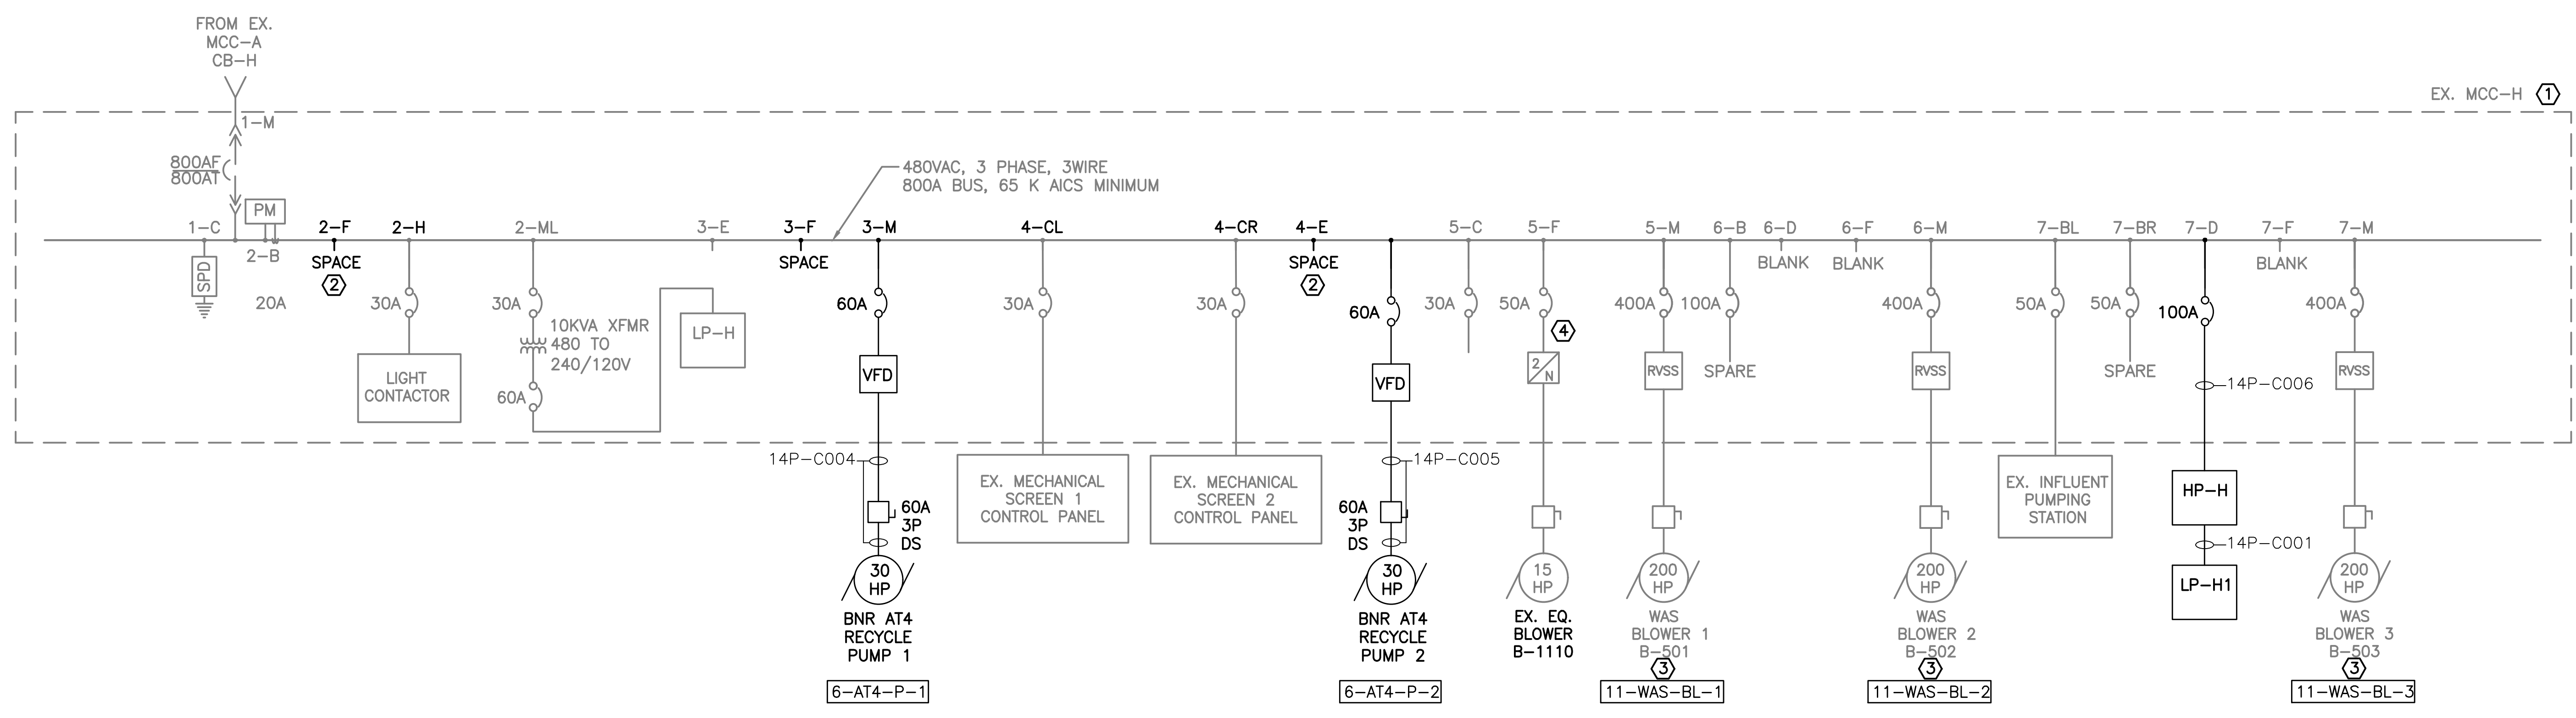 FROM EX.
MCC-A
CB-H
EX. MCC-H 1
1-M
800AF
800AT
480VAC, 3 PHASE, 3WIRE
800A BUS, 65 K AICS MINIMUM
PM
1-C
2-B
2-F
2-H
2-ML
3-E
3-F
3-M
4-CL
4-CR
4-E
5-C
5-F
5-M
6-B
6-D
6-F
6-M
7-BL
7-BR
7-D
7-F
7-M
SPD
20A
SPACE
2
30A
LIGHT
CONTACTOR
30A
10KVA XFMR
480 TO
240/120V
60A
LP-H
SPACE
60A
VFD
14P-C004
60A
3P
DS
30
HP
BNR AT4
RECYCLE
PUMP 1
6-AT4-P-1
30A
EX. MECHANICAL
SCREEN 1
CONTROL PANEL
30A
EX. MECHANICAL
SCREEN 2
CONTROL PANEL
SPACE
2
60A
VFD
14P-C005
60A
3P
DS
30
HP
BNR AT4
RECYCLE
PUMP 2
6-AT4-P-2
30A
50A
4
2
N
15
HP
EX. EQ.
BLOWER
B-1110
400A
RVSS
200
HP
WAS
BLOWER 1
B-501
3
11-WAS-BL-1
100A
SPARE
BLANK
BLANK
400A
RVSS
200
HP
WAS
BLOWER 2
B-502
3
11-WAS-BL-2
50A
EX. INFLUENT
PUMPING
STATION
50A
SPARE
100A
14P-C006
HP-H
14P-C001
LP-H1
BLANK
400A
RVSS
200
HP
WAS
BLOWER 3
B-503
3
11-WAS-BL-3